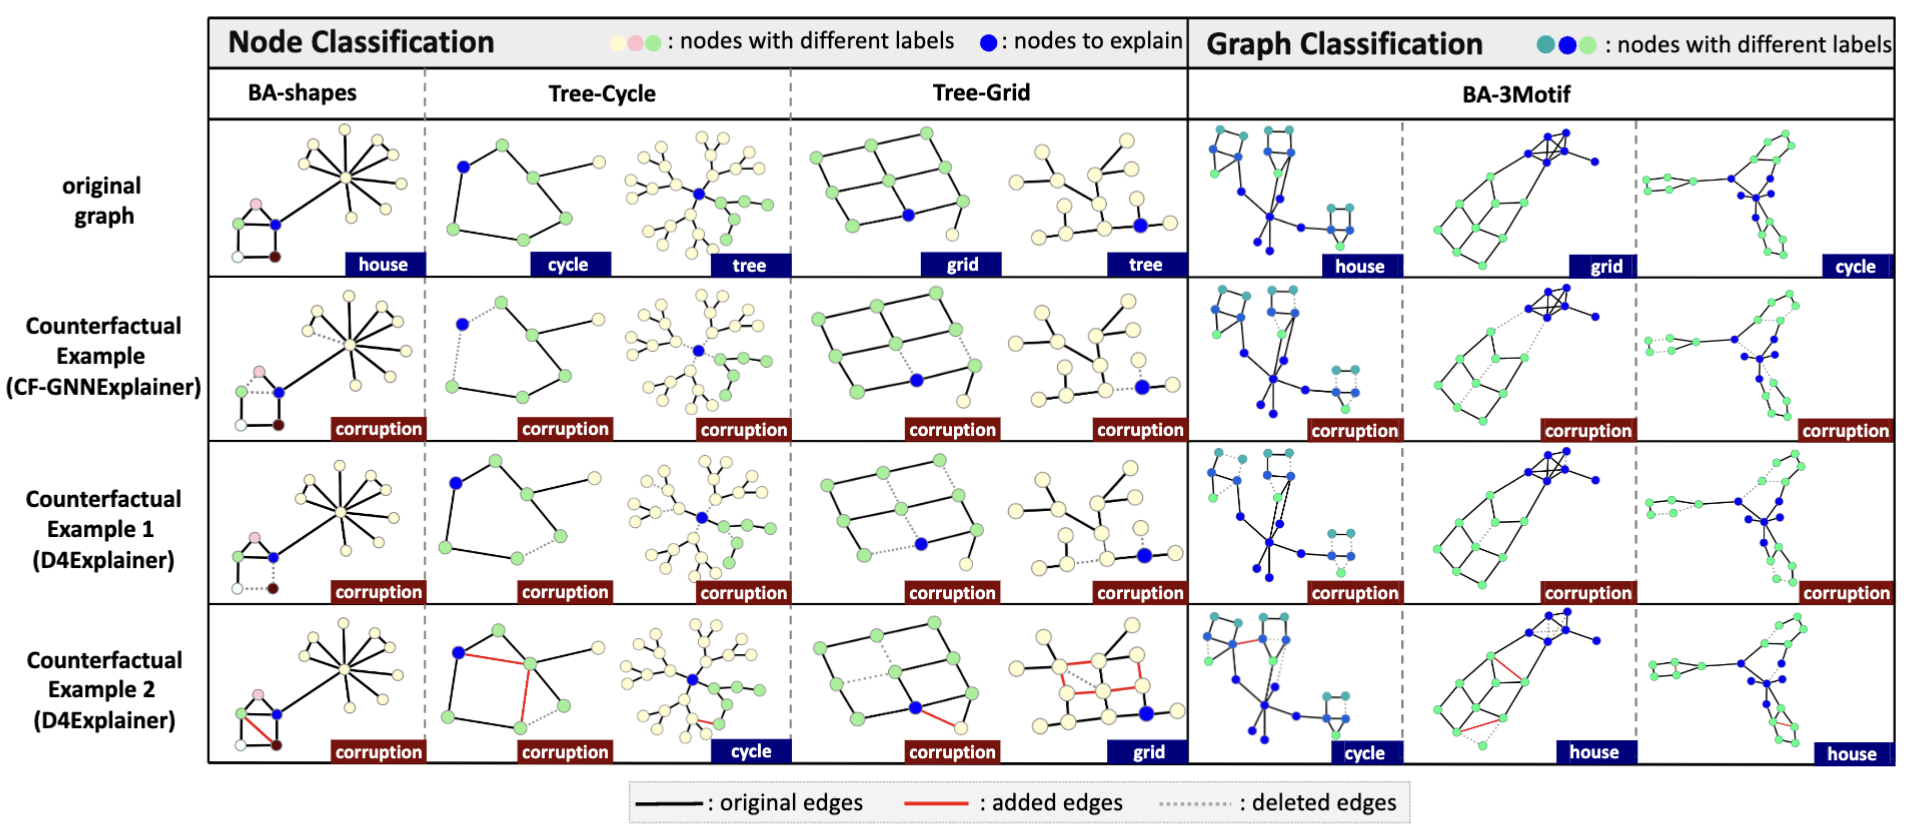 Node Classification
: nodes with different labels
: nodes to explain
Graph Classification
: nodes with different labels
BA-shapes
Tree-Cycle
Tree-Grid
BA-3Motif
original
graph
house
cycle
tree
grid
tree
house
grid
cycle
Counterfactual
Example
(CF-GNNExplainer)
corruption
corruption
corruption
corruption
corruption
corruption
corruption
corruption
Counterfactual
Example 1
(D4Explainer)
corruption
corruption
corruption
corruption
corruption
corruption
corruption
corruption
Counterfactual
Example 2
(D4Explainer)
corruption
corruption
cycle
corruption
grid
cycle
house
house
: original edges
: added edges
: deleted edges